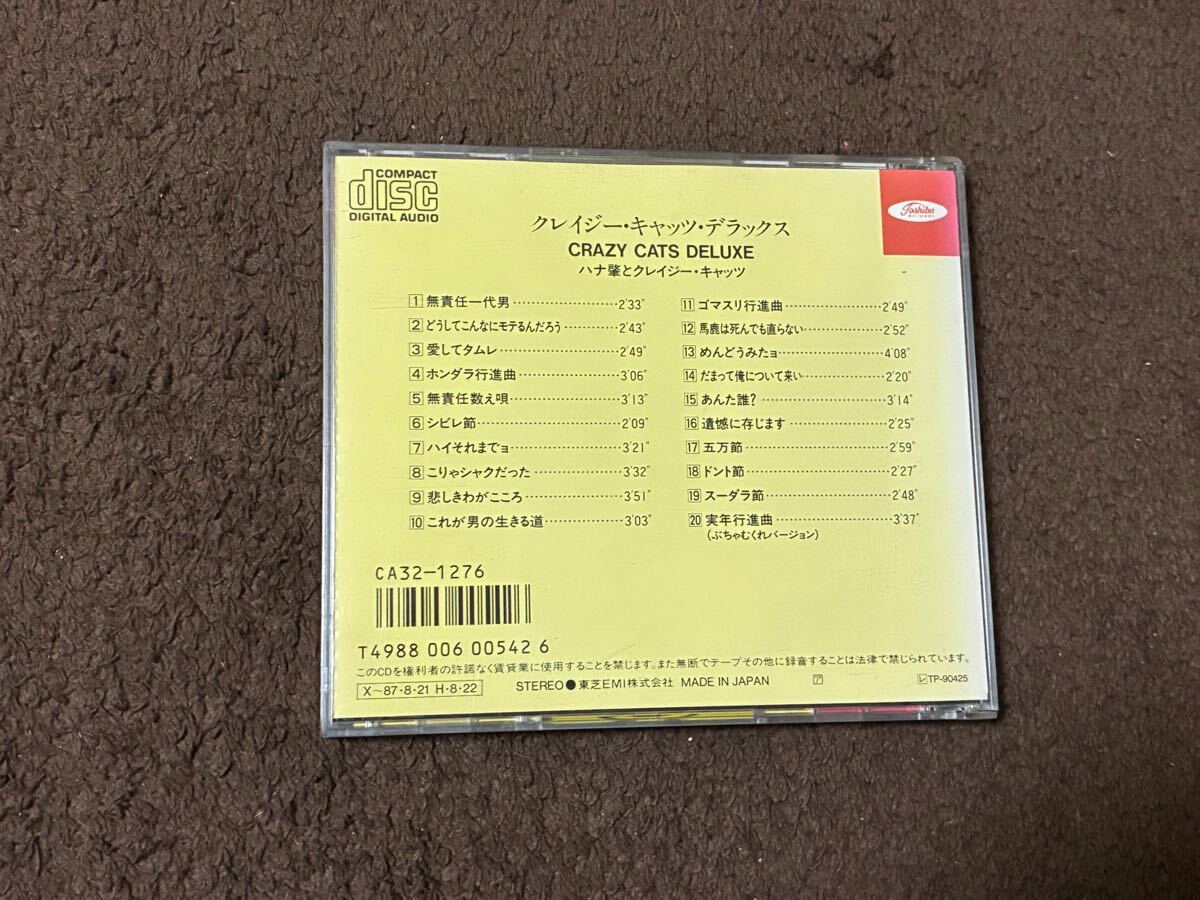 COMPACT
disc
DIGITAL AUDIO
Toshiba
RECORDS
クレイジー・キャッツ・デラックス
CRAZY CATS DELUXE
ハナ肇とクレイジー・キャッツ
1 無責任一代男 2'33"
2 どうしてこんなにモテるんだろう 2'43"
3 愛してタムレ 2'49"
4 ホンダラ行進曲 3'06"
5 無責任数え唄 3'13"
6 シビレ節 2'09"
7 ハイそれまでョ 3'21"
8 こりゃシャクだった 3'32"
9 悲しきわがこころ 3'51"
10 これが男の生きる道 3'03"
11 ゴマスリ行進曲 2'49"
12 馬鹿は死んでも直らない 2'52"
13 めんどうみたョ 4'08"
14 だまって俺について来い 2'20"
15 あんた誰? 3'14"
16 遺憾に存じます 2'25"
17 五万節 2'59"
18 ドント節 2'27"
19 スーダラ節 2'48"
20 実年行進曲 3'37"
(ぶちゃむくれバージョン)
CA32-1276
T4988 006 00542 6
このCDを権利者の許諾なく賃貸業に使用することを禁じます。また無断でテープその他に録音することは法律で禁じられています。
X～87・8・21 H・8・22 STEREO●東芝EMI株式会社 MADE IN JAPAN ア レ TP-90425